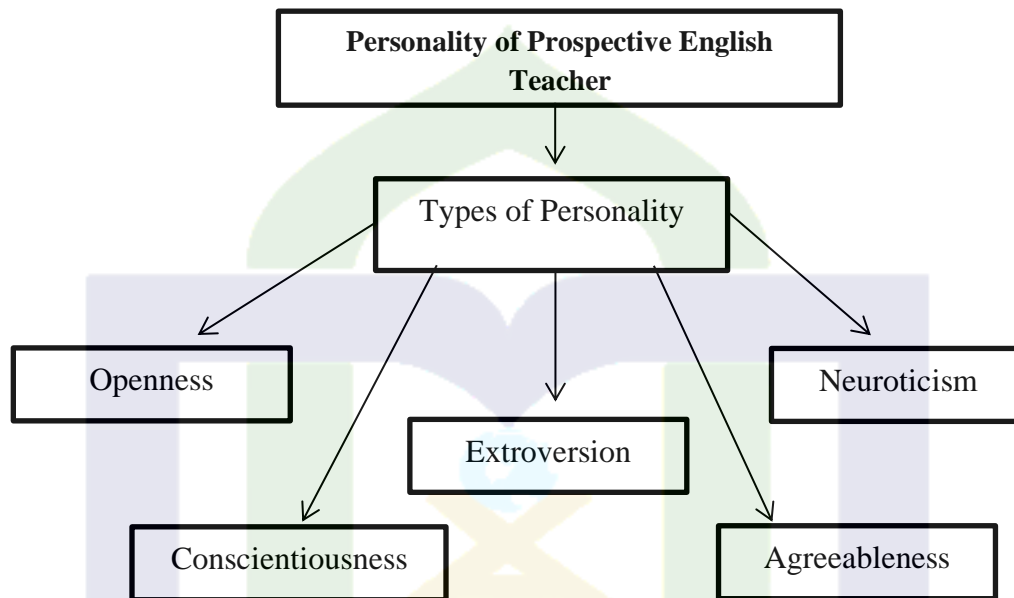 Personality of Prospective English
Teacher
Types of Personality
Openness
Neuroticism
Extroversion
Conscientiousness
Agreeableness